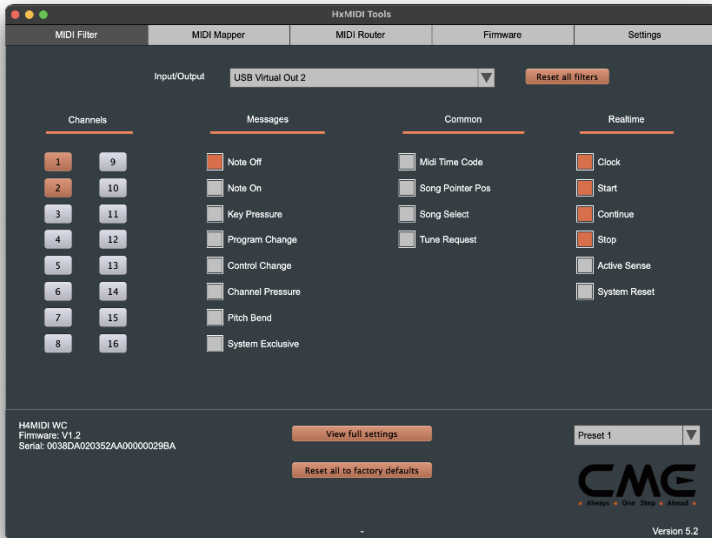 HxMIDI Tools
MIDI Filter MIDI Mapper MIDI Router Firmware Settings
Input/Output USB Virtual Out 2 Reset all filters
Channels Messages Common Realtime
1 9 Note Off Midi Time Code Clock
2 10 Note On Song Pointer Pos Start
3 11 Key Pressure Song Select Continue
4 12 Program Change Tune Request Stop
5 13 Control Change Active Sense
6 14 Channel Pressure System Reset
7 15 Pitch Bend
8 16 System Exclusive
H4MIDI WC
Firmware: V1.2
Serial: 0038DA020352AA00000029BA
View full settings Preset 1
Reset all to factory defaults
CME
Always One Step Ahead
- Version 5.2